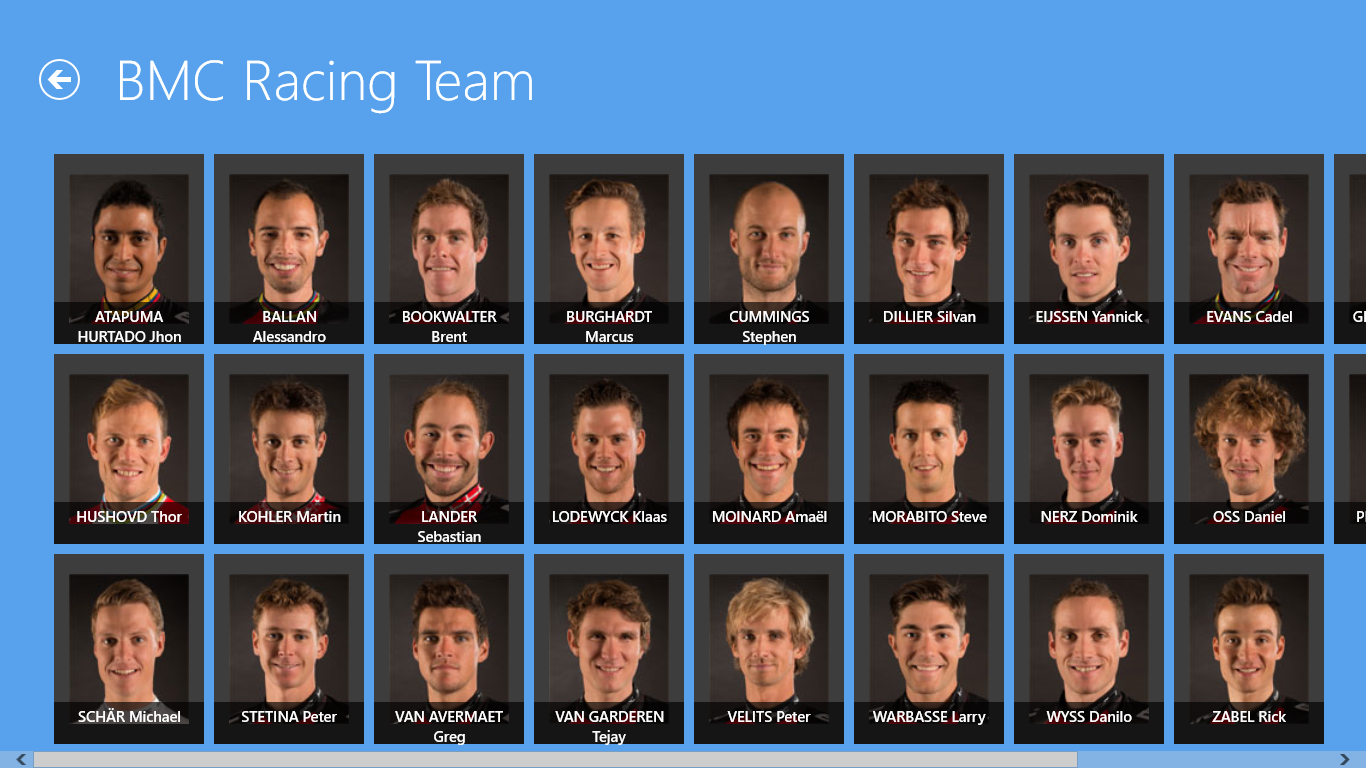 BMC Racing Team
ATAPUMA
HURTADO Jhon
BALLAN
Alessandro
BOOKWALTER
Brent
BURGHARDT
Marcus
CUMMINGS
Stephen
DILLIER Silvan
EIJSSEN Yannick
EVANS Cadel
HUSHOVD Thor
KOHLER Martin
LANDER
Sebastian
LODEWYCK Klaas
MOINARD Amaël
MORABITO Steve
NERZ Dominik
OSS Daniel
SCHÄR Michael
STETINA Peter
VAN AVERMAET
Greg
VAN GARDEREN
Tejay
VELITS Peter
WARBASSE Larry
WYSS Danilo
ZABEL Rick